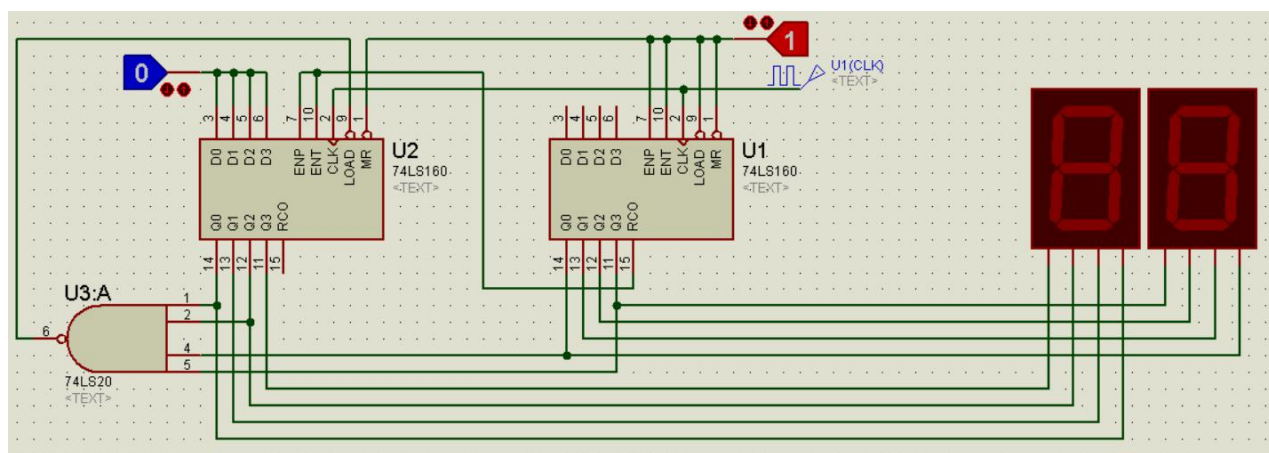 1
0
U1(CLK)
<TEXT>
3 4 5 6 7 10 2 9 1
3 4 5 6 7 10 2 9 1
D0 D1 D2 D3 ENP ENT CLK LOAD MR
U2
74LS160
<TEXT>
D0 D1 D2 D3 ENP ENT CLK LOAD MR
U1
74LS160
<TEXT>
Q0 Q1 Q2 Q3 RCO
Q0 Q1 Q2 Q3 RCO
14 13 12 11 15
14 13 12 11 15
U3:A
1
2
6
4
5
74LS20
<TEXT>